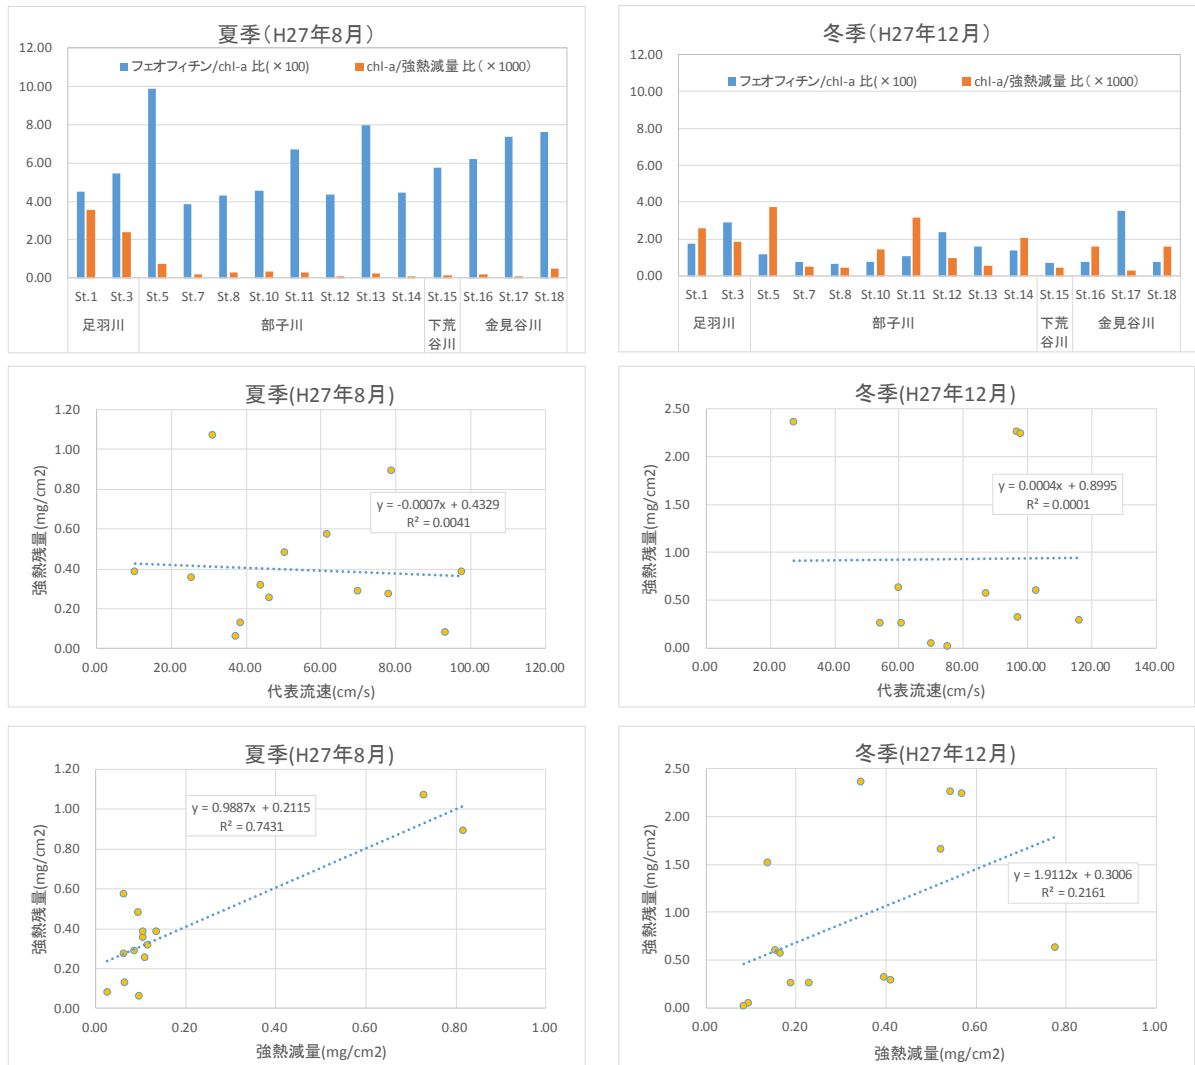 夏季（H27年8月）
フェオフィチン/chl-a 比(×100)
chl-a/強熱減量 比（×1000）
12.00
10.00
8.00
6.00
4.00
2.00
0.00
St.1 St.3 St.5 St.7 St.8 St.10 St.11 St.12 St.13 St.14 St.15 St.16 St.17 St.18
足羽川 部子川 下荒谷川 金見谷川
冬季（H27年12月）
フェオフィチン/chl-a 比(×100)
chl-a/強熱減量 比（×1000）
12.00
10.00
8.00
6.00
4.00
2.00
0.00
St.1 St.3 St.5 St.7 St.8 St.10 St.11 St.12 St.13 St.14 St.15 St.16 St.17 St.18
足羽川 部子川 下荒谷川 金見谷川
夏季(H27年8月)
強熱残量(mg/cm2)
1.20
1.00
0.80
0.60
0.40
0.20
0.00
y = -0.0007x + 0.4329
R² = 0.0041
0.00 20.00 40.00 60.00 80.00 100.00 120.00
代表流速(cm/s)
冬季(H27年12月)
強熱残量(mg/cm2)
2.50
2.00
1.50
1.00
0.50
0.00
y = 0.0004x + 0.8995
R² = 0.0001
0.00 20.00 40.00 60.00 80.00 100.00 120.00 140.00
代表流速(cm/s)
夏季(H27年8月)
強熱残量(mg/cm2)
1.20
1.00
0.80
0.60
0.40
0.20
0.00
y = 0.9887x + 0.2115
R² = 0.7431
0.00 0.20 0.40 0.60 0.80 1.00
強熱減量(mg/cm2)
冬季(H27年12月)
強熱残量(mg/cm2)
2.50
2.00
1.50
1.00
0.50
0.00
y = 1.9112x + 0.3006
R² = 0.2161
0.00 0.20 0.40 0.60 0.80 1.00
強熱減量(mg/cm2)